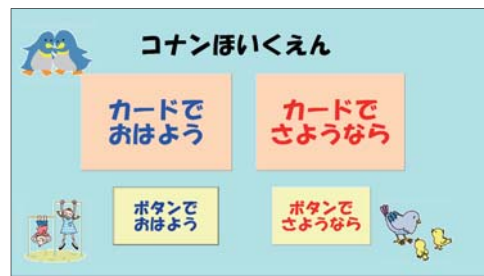 コナンほいくえん
カードで
おはよう
カードで
さようなら
ボタンで
おはよう
ボタンで
さようなら